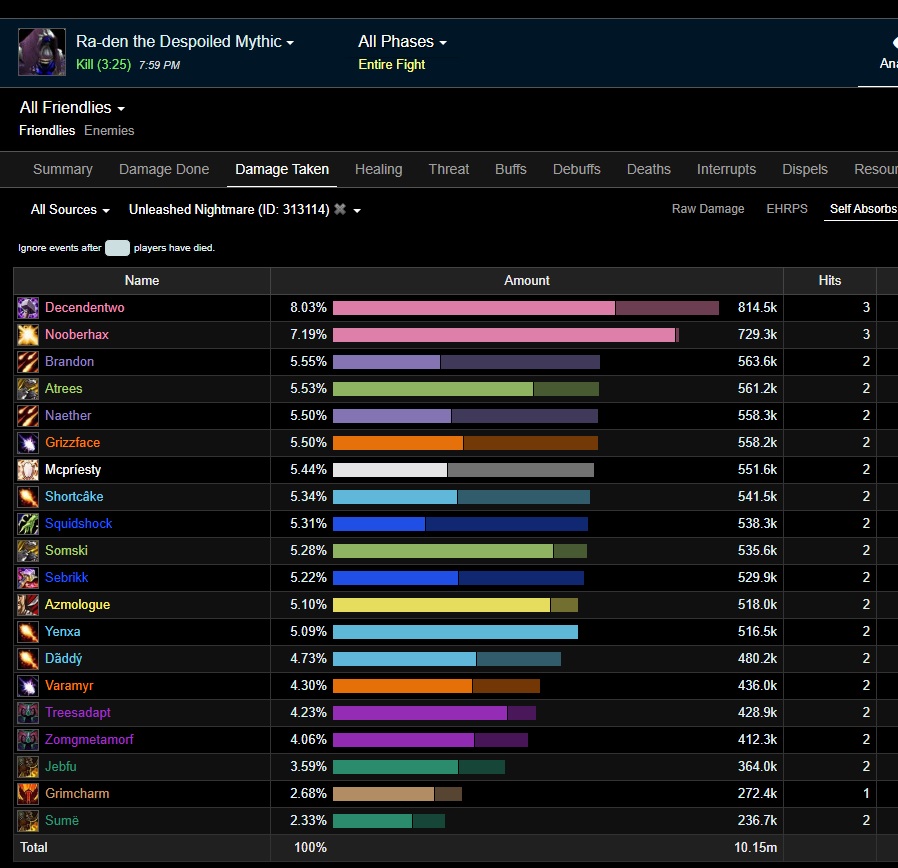 Ra-den the Despoiled Mythic
All Phases
Kill (3:25) 7:59 PM
Entire Fight
All Friendlies
Friendlies Enemies
Summary Damage Done Damage Taken Healing Threat Buffs Debuffs Deaths Interrupts Dispels
All Sources Unleashed Nightmare (ID: 313114) Raw Damage EHRPS Self Absorbs
Ignore events after players have died.
Name Amount Hits
Decendentwo 8.03% 814.5k 3
Nooberhax 7.19% 729.3k 3
Brandon 5.55% 563.6k 2
Atrees 5.53% 561.2k 2
Naether 5.50% 558.3k 2
Grizzface 5.50% 558.2k 2
Mcpríesty 5.44% 551.6k 2
Shortcâke 5.34% 541.5k 2
Squidshock 5.31% 538.3k 2
Somski 5.28% 535.6k 2
Sebrikk 5.22% 529.9k 2
Azmologue 5.10% 518.0k 2
Yenxa 5.09% 516.5k 2
Dãddý 4.73% 480.2k 2
Varamyr 4.30% 436.0k 2
Treesadapt 4.23% 428.9k 2
Zomgmetamorf 4.06% 412.3k 2
Jebfu 3.59% 364.0k 2
Grimcharm 2.68% 272.4k 1
Sumë 2.33% 236.7k 2
Total 100% 10.15m